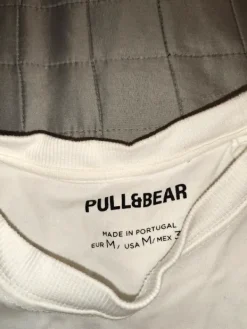 PULL&BEAR
MADE IN PORTUGAL
EUR M/ USA M/ MEX